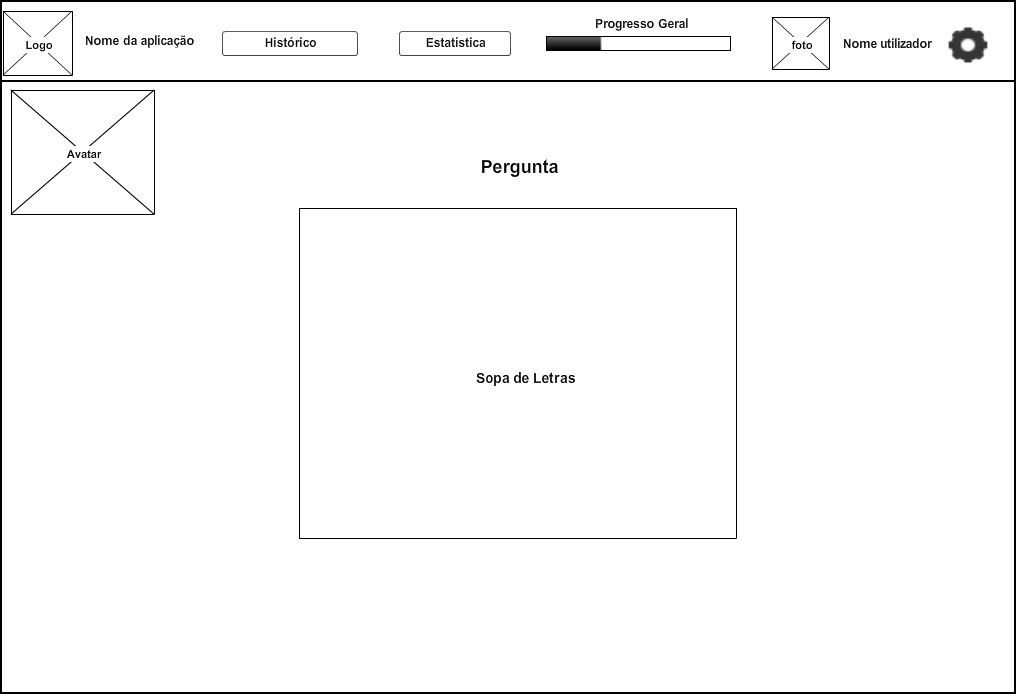 Logo
Nome da aplicação
Histórico
Estatística
Progresso Geral
foto
Nome utilizador
Avatar
Pergunta
Sopa de Letras